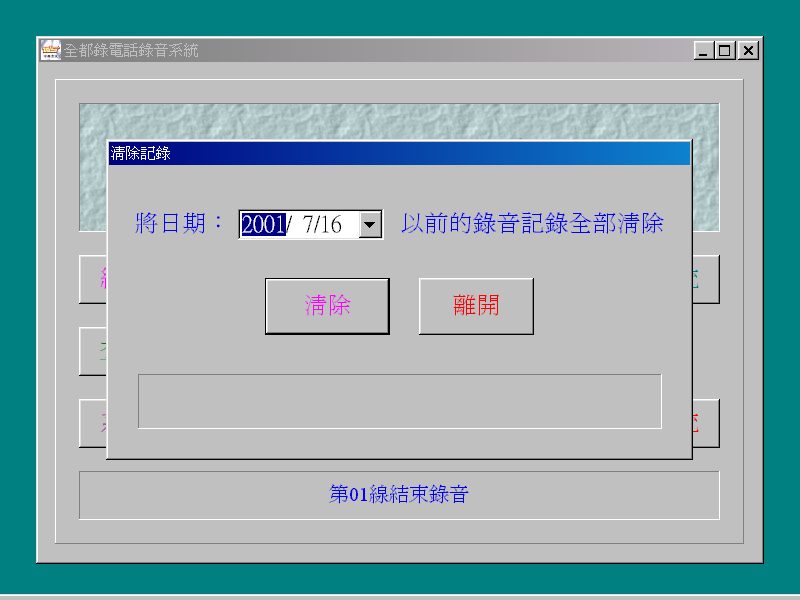 全都錄電話錄音系統
清除記錄
將日期： 2001/ 7/16 以前的錄音記錄全部清除
清除 離開
第01線結束錄音